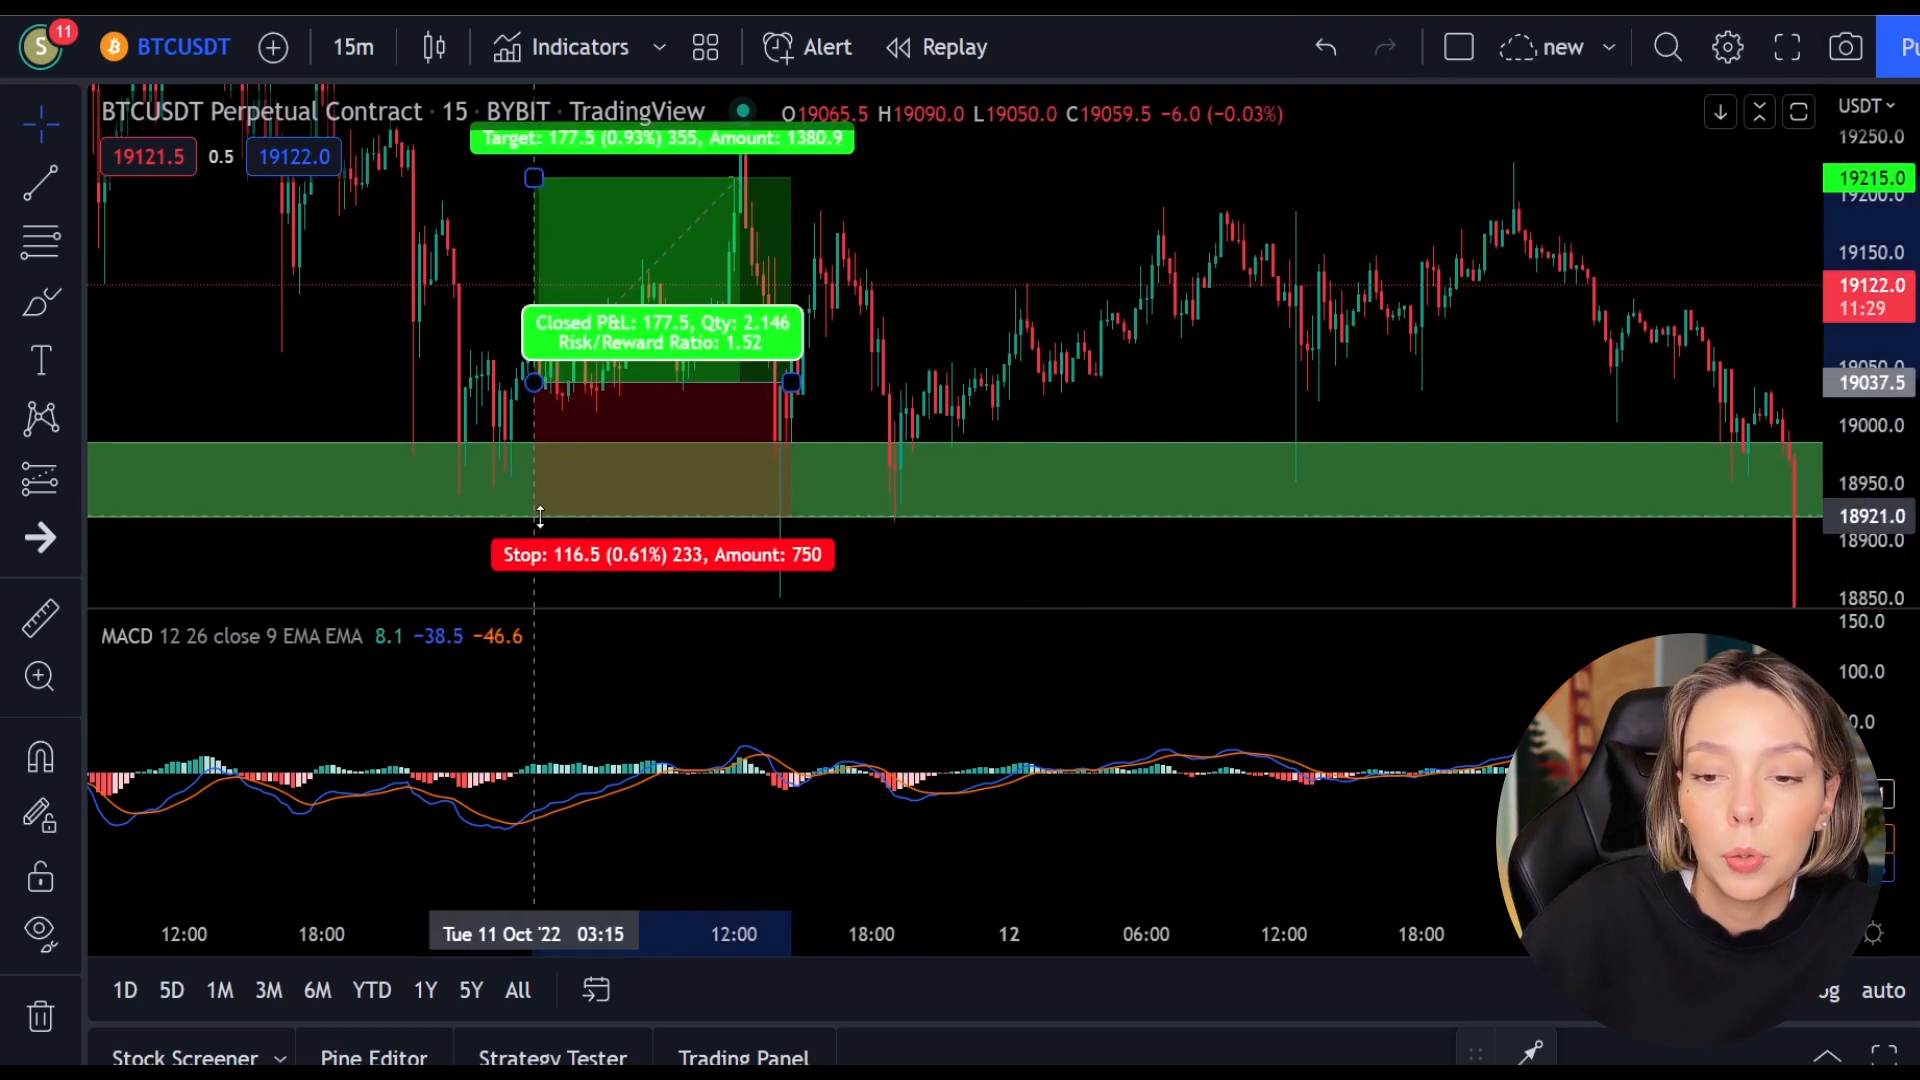 S
11
BTCUSDT
15m
Indicators
Alert
Replay
new
Pu
BTCUSDT Perpetual Contract · 15 · BYBIT · TradingView
O19065.5 H19090.0 L19050.0 C19059.5 −6.0 (−0.03%)
USDT
19121.5
0.5
19122.0
Target: 177.5 (0.93%) 355, Amount: 1380.9
Closed P&L: 177.5, Qty: 2.146
Risk/Reward Ratio: 1.52
Stop: 116.5 (0.61%) 233, Amount: 750
19250.0
19215.0
19200.0
19150.0
19122.0
11:29
19050.0
19037.5
19000.0
18950.0
18921.0
18900.0
18850.0
MACD 12 26 close 9 EMA EMA 8.1 −38.5 −46.6
150.0
100.0
12:00
18:00
Tue 11 Oct '22 03:15
12:00
18:00
12
06:00
12:00
18:00
1D
5D
1M
3M
6M
YTD
1Y
5Y
All
auto
Stock Screener
Pine Editor
Strategy Tester
Trading Panel